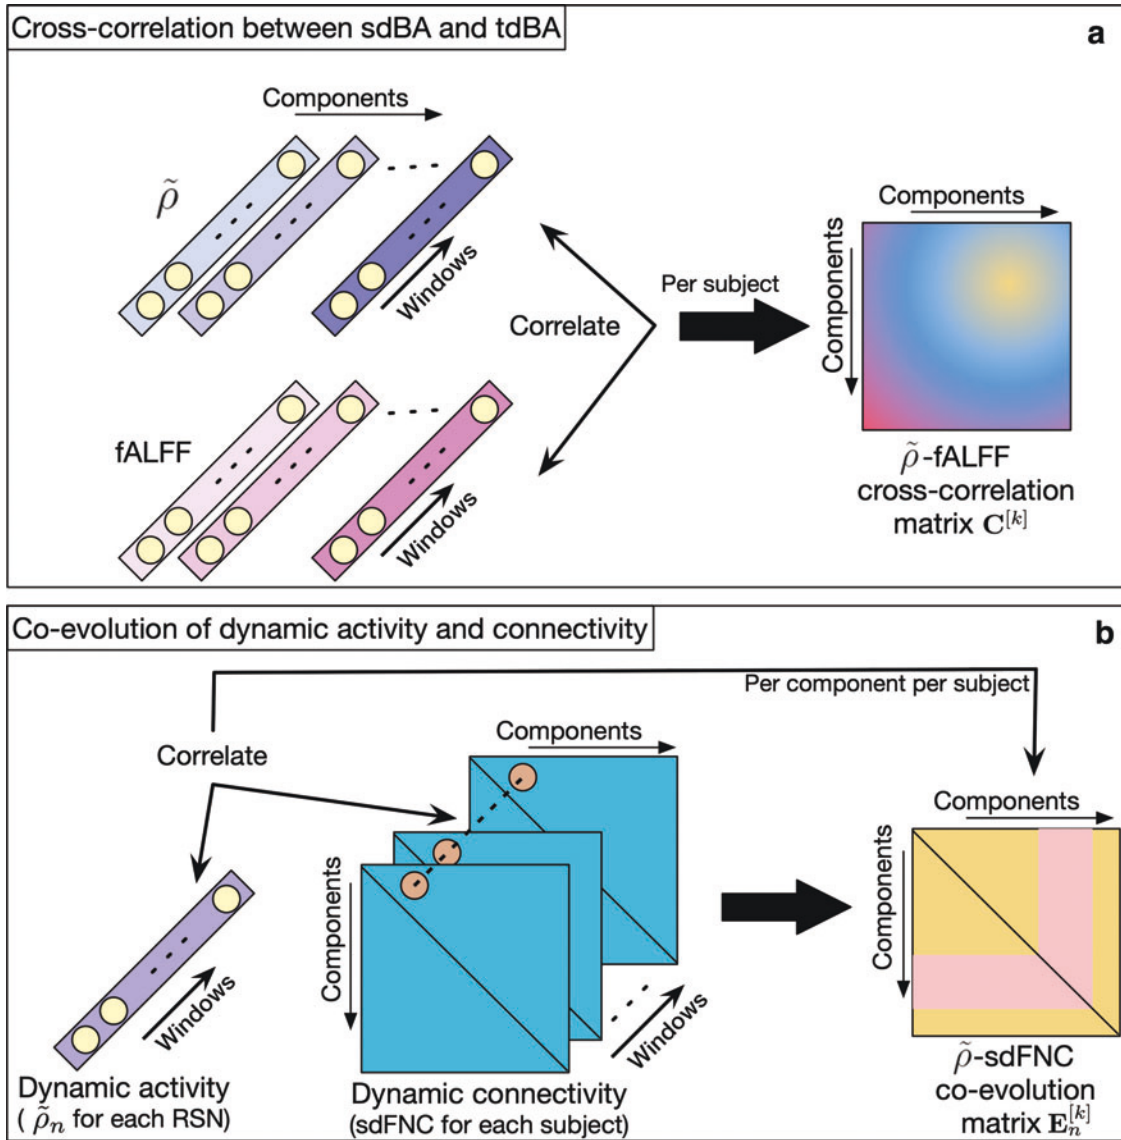 Cross-correlation between sdBA and tdBA
a
Components
ρ̃
Windows
fALFF
Windows
Correlate
Per subject
Components
Components
ρ̃-fALFF
cross-correlation
matrix C^[k]
Co-evolution of dynamic activity and connectivity
b
Per component per subject
Correlate
Components
Components
Windows
Windows
Dynamic activity
( ρ̃_n for each RSN)
Dynamic connectivity
(sdFNC for each subject)
Components
Components
ρ̃-sdFNC
co-evolution
matrix E_n^[k]